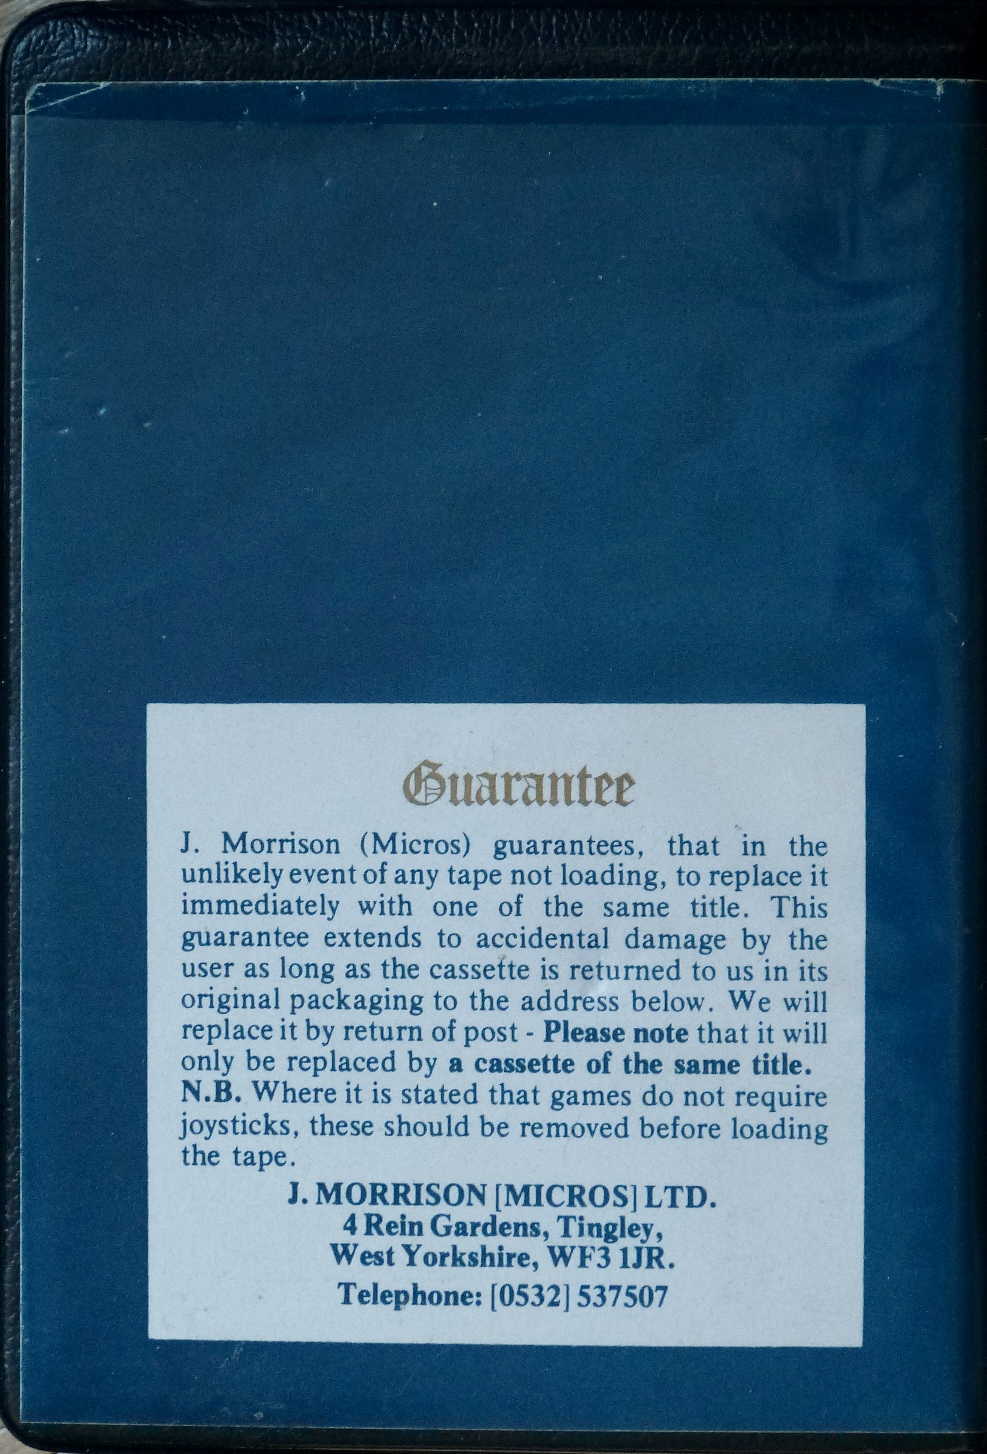 Guarantee
J. Morrison (Micros) guarantees, that in the
unlikely event of any tape not loading, to replace it
immediately with one of the same title. This
guarantee extends to accidental damage by the
user as long as the cassette is returned to us in its
original packaging to the address below. We will
replace it by return of post - Please note that it will
only be replaced by a cassette of the same title.
N.B. Where it is stated that games do not require
joysticks, these should be removed before loading
the tape.
J. MORRISON [MICROS] LTD.
4 Rein Gardens, Tingley,
West Yorkshire, WF3 1JR.
Telephone: [0532] 537507